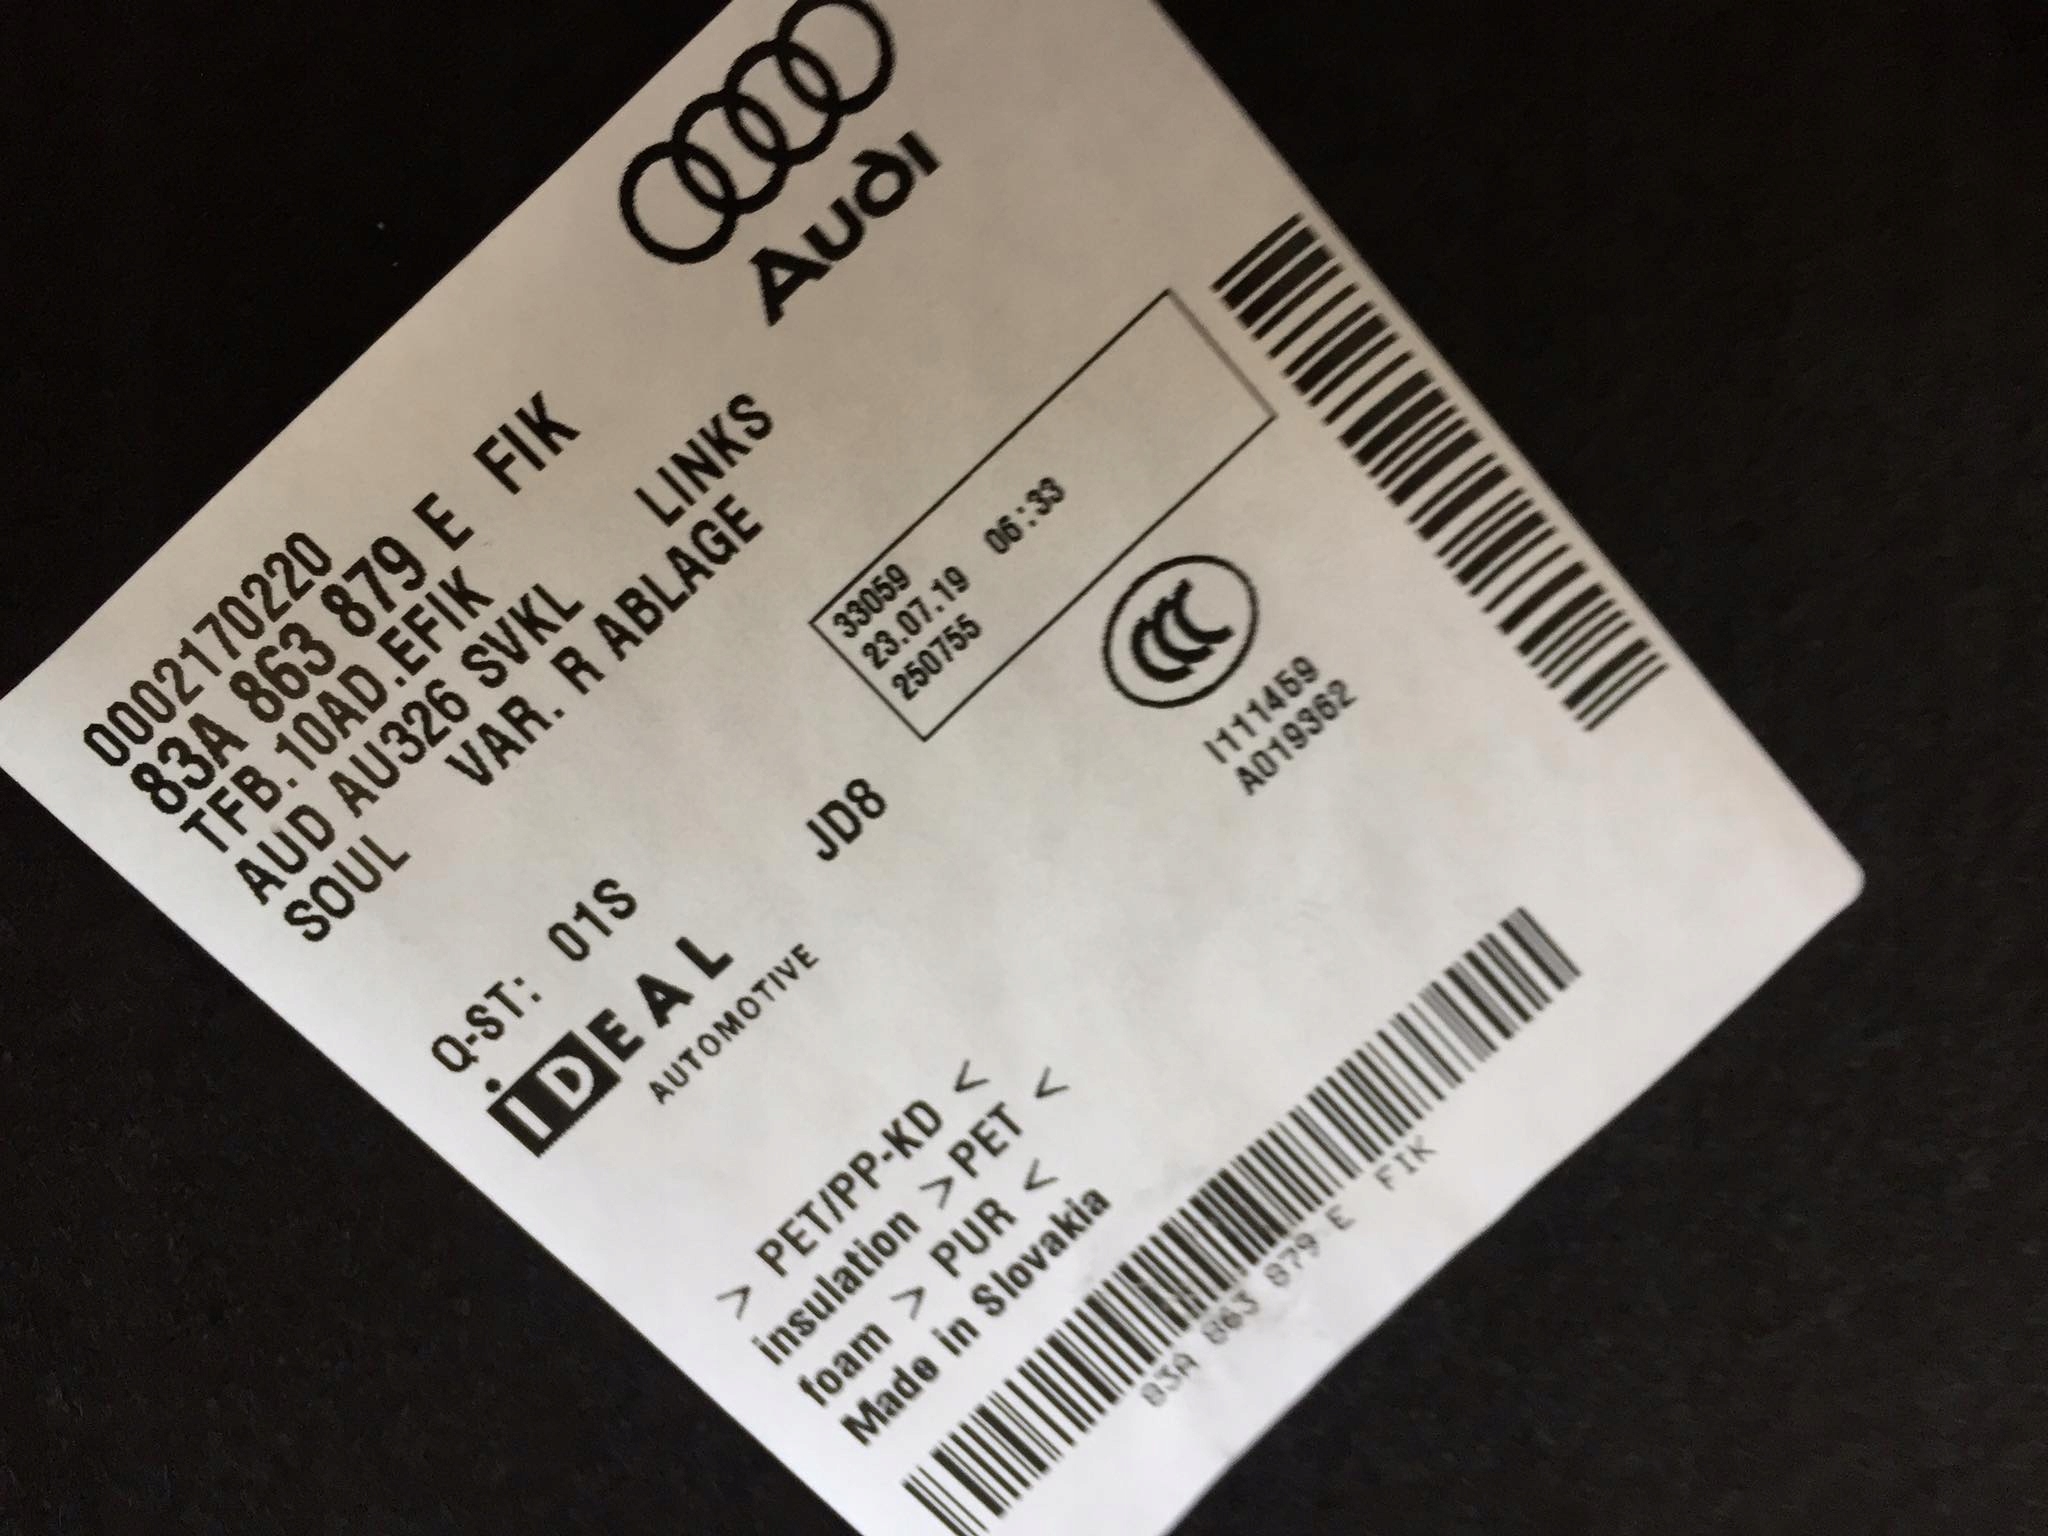 Audi
0002170220
83A 863 879 E FIK
TFB.10AD.EFIK
AUD AU326 SVKL LINKS
SOUL VAR. R ABLAGE
33059
23.07.19 06:33
250755
Q-ST: 01S JD8
CCC
I111459
A019362
iDEAL
AUTOMOTIVE
> PET/PP-KD <
insulation >PET <
foam > PUR <
Made in Slovakia
83A 863 879 E FIK